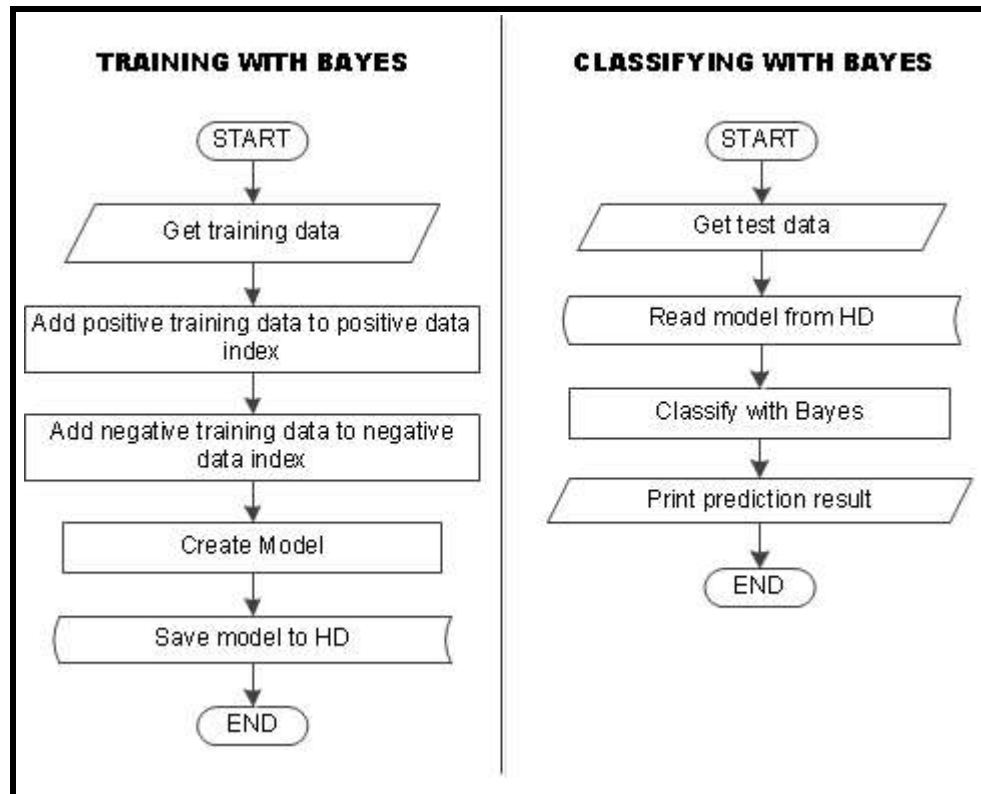 TRAINING WITH BAYES
START
Get training data
Add positive training data to positive data
index
Add negative training data to negative
data index
Create Model
Save model to HD
END
CLASSIFYING WITH BAYES
START
Get test data
Read model from HD
Classify with Bayes
Print prediction result
END